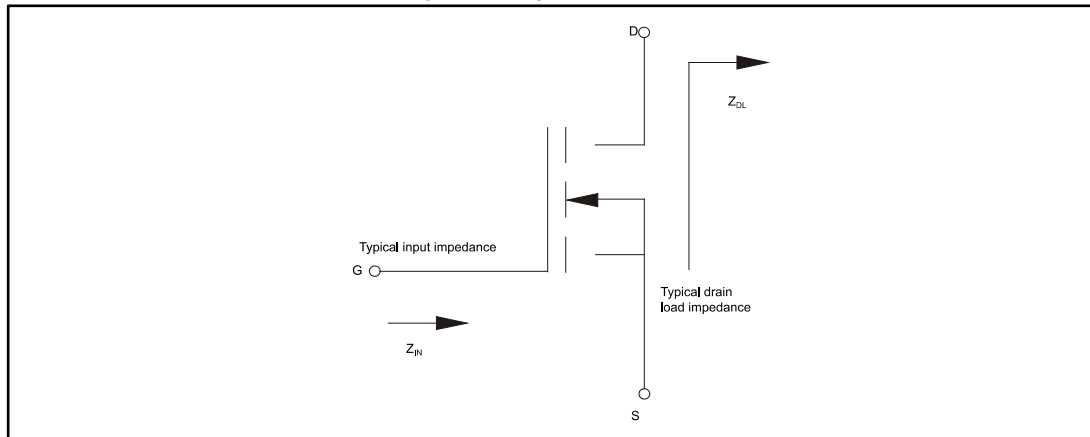 D
Z_DL
Typical input impedance
G
Typical drain
load impedance
Z_IN
S